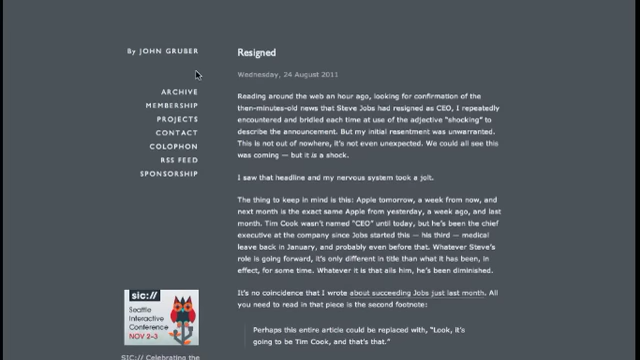 By JOHN GRUBER
ARCHIVE
MEMBERSHIP
PROJECTS
CONTACT
COLOPHON
RSS FEED
SPONSORSHIP
sic://
Seattle
Interactive
Conference
NOV 2–3
SIC:// Celebrating the
Resigned
Wednesday, 24 August 2011
Reading around the web an hour ago, looking for confirmation of the
then-minutes-old news that Steve Jobs had resigned as CEO, I repeatedly
encountered and bridled each time at use of the adjective “shocking” to
describe the announcement. But my initial resentment was unwarranted.
This is not out of nowhere, it’s not even unexpected. We could all see this
was coming — but it is a shock.
I saw that headline and my nervous system took a jolt.
The thing to keep in mind is this: Apple tomorrow, a week from now, and
next month is the exact same Apple from yesterday, a week ago, and last
month. Tim Cook wasn’t named “CEO” until today, but he’s been the chief
executive at the company since Jobs started this — his third — medical
leave back in January, and probably even before that. Whatever Steve’s
role is going forward, it’s only different in title than what it has been, in
effect, for some time. Whatever it is that ails him, he’s been diminished.
It’s no coincidence that I wrote about succeeding Jobs just last month. All
you need to read in that piece is the second footnote:
Perhaps this entire article could be replaced with, “Look, it’s
going to be Tim Cook, and that’s that.”